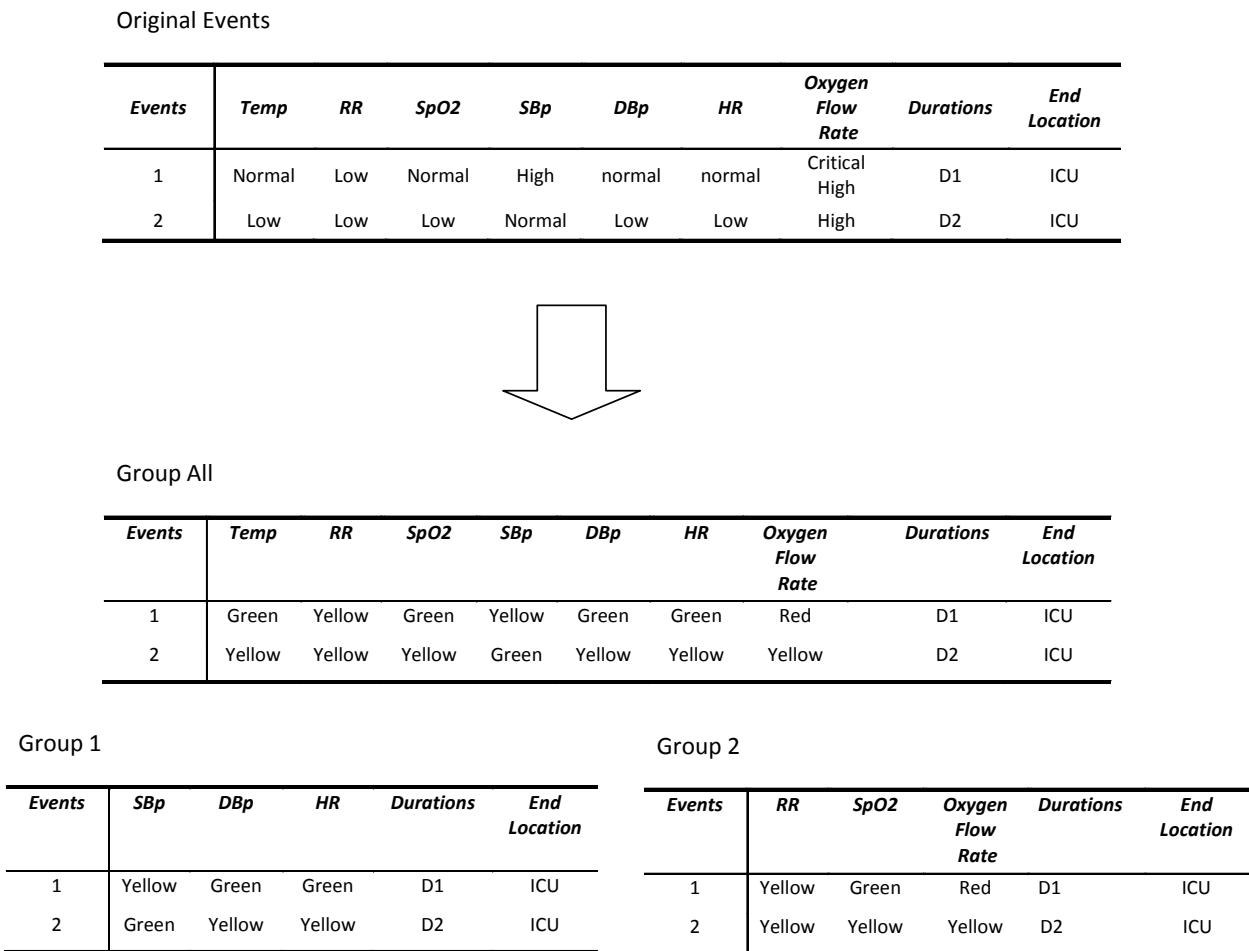 Original Events
Events Temp RR SpO2 SBp DBp HR Oxygen Flow Rate Durations End Location
1 Normal Low Normal High normal normal Critical High D1 ICU
2 Low Low Low Normal Low Low High D2 ICU
Group All
Events Temp RR SpO2 SBp DBp HR Oxygen Flow Rate Durations End Location
1 Green Yellow Green Yellow Green Green Red D1 ICU
2 Yellow Yellow Yellow Green Yellow Yellow Yellow D2 ICU
Group 1
Events SBp DBp HR Durations End Location
1 Yellow Green Green D1 ICU
2 Green Yellow Yellow D2 ICU
Group 2
Events RR SpO2 Oxygen Flow Rate Durations End Location
1 Yellow Green Red D1 ICU
2 Yellow Yellow Yellow D2 ICU